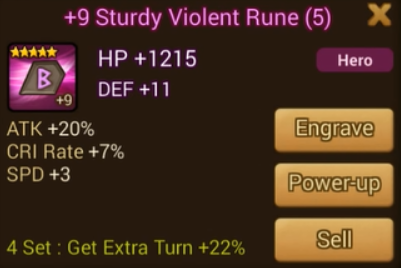 +9 Sturdy Violent Rune (5)
+9
HP +1215
Hero
DEF +11
ATK +20%
CRI Rate +7%
SPD +3
Engrave
Power-up
Sell
4 Set : Get Extra Turn +22%